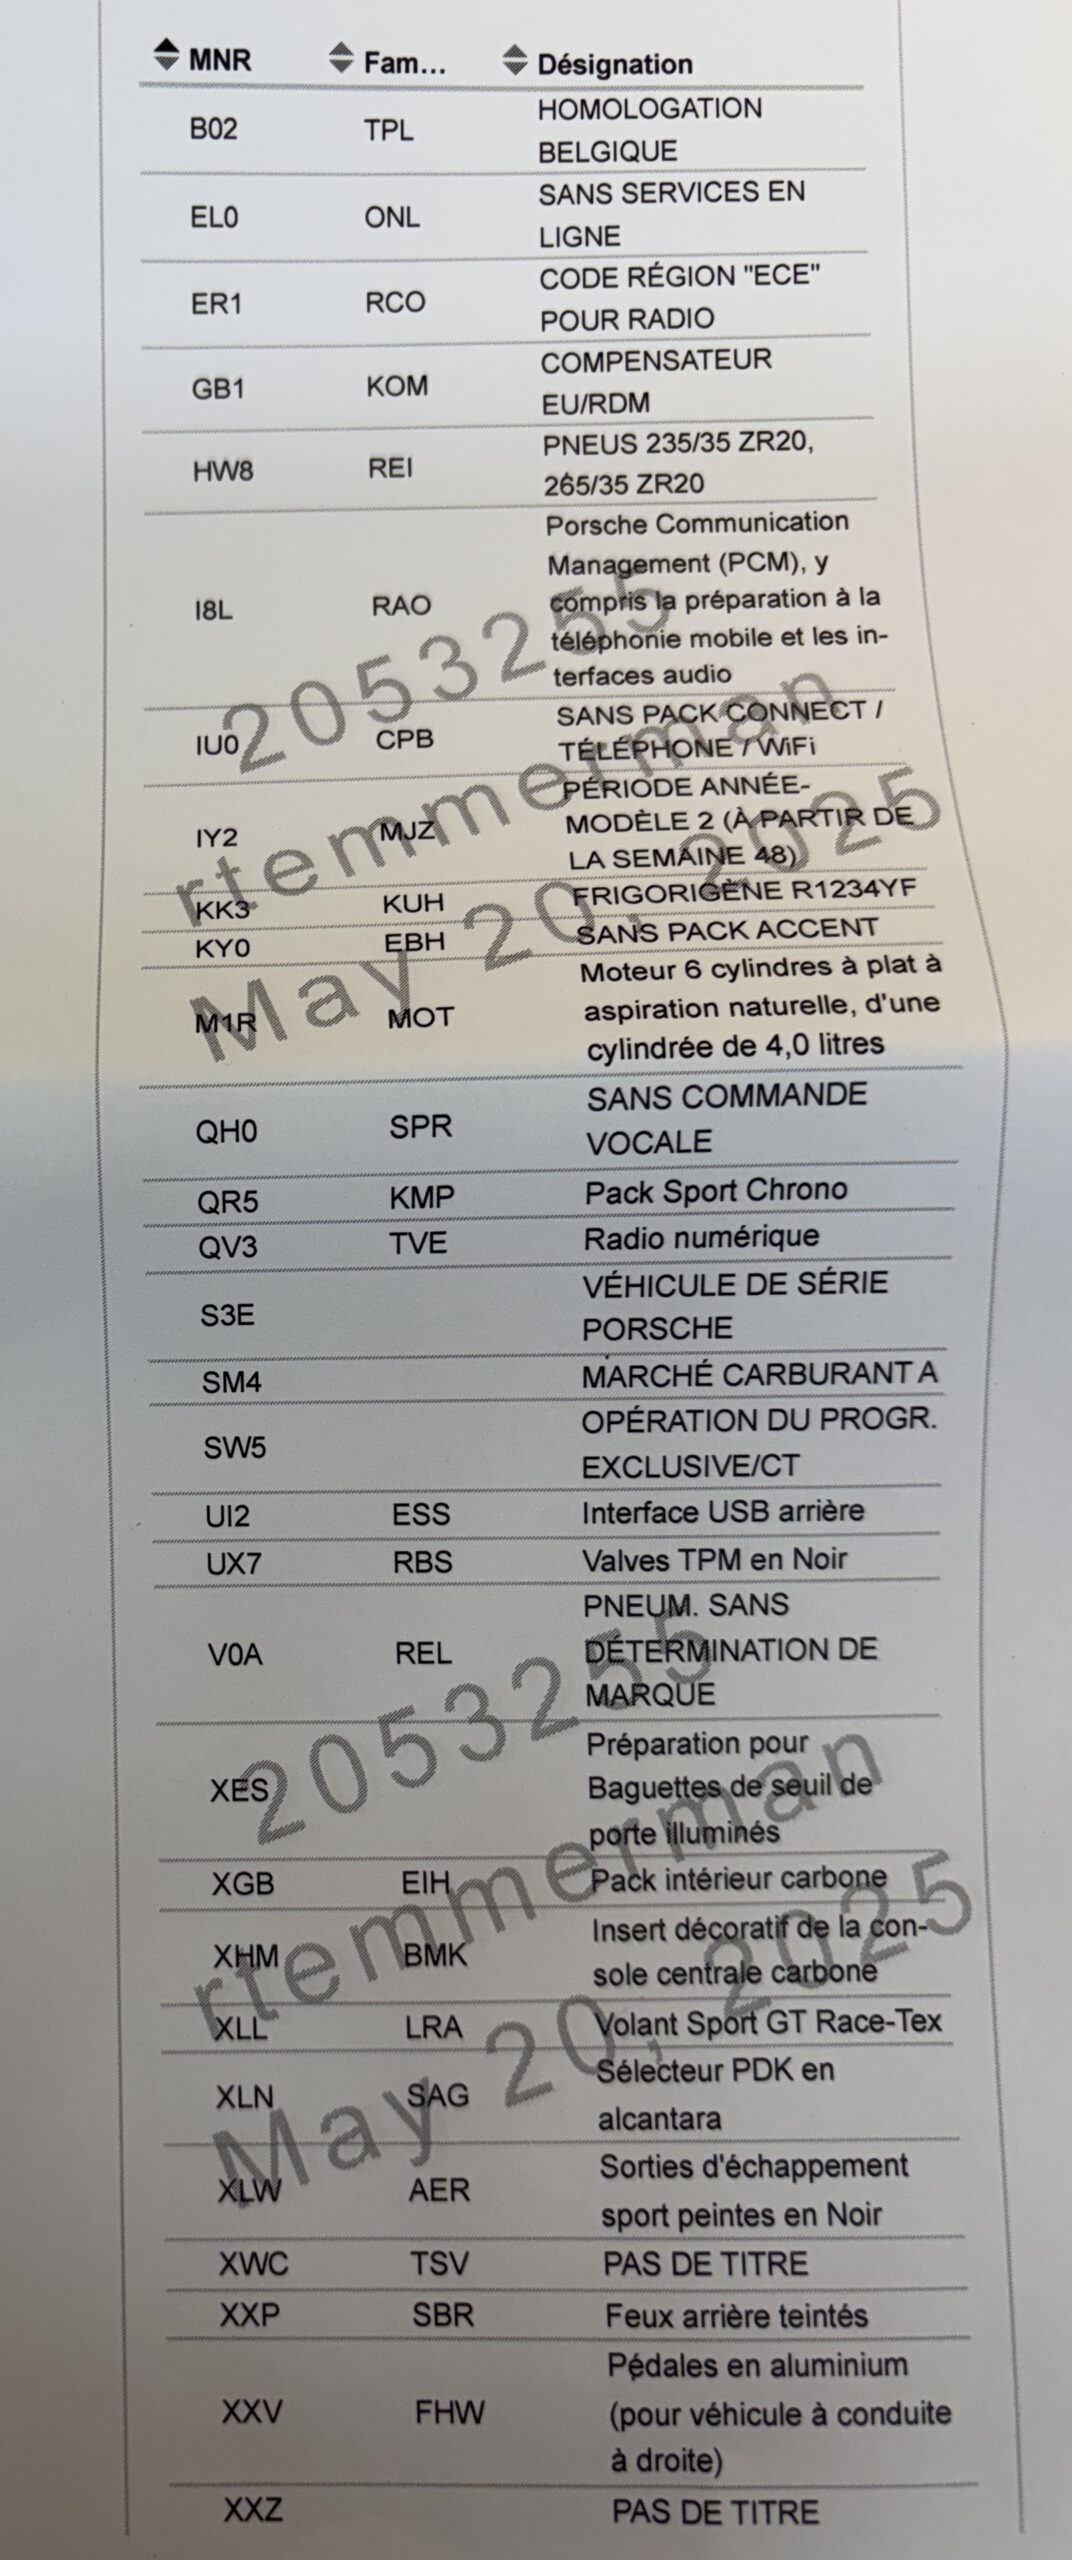 MNR Fam... Désignation
B02 TPL HOMOLOGATION
BELGIQUE
EL0 ONL SANS SERVICES EN
LIGNE
ER1 RCO CODE RÉGION "ECE"
POUR RADIO
GB1 KOM COMPENSATEUR
EU/RDM
HW8 REI PNEUS 235/35 ZR20,
265/35 ZR20
I8L RAO Porsche Communication
Management (PCM), y
compris la préparation à la
téléphonie mobile et les in-
terfaces audio
IU0 CPB SANS PACK CONNECT /
TÉLÉPHONE / WiFi
IY2 MJZ PÉRIODE ANNÉE-
MODÈLE 2 (À PARTIR DE
LA SEMAINE 48)
KK3 KUH FRIGORIGÈNE R1234YF
KY0 EBH SANS PACK ACCENT
M1R MOT Moteur 6 cylindres à plat à
aspiration naturelle, d'une
cylindrée de 4,0 litres
2053255
rtemmerman
May 20, 2025
QH0 SPR SANS COMMANDE
VOCALE
QR5 KMP Pack Sport Chrono
QV3 TVE Radio numérique
S3E VÉHICULE DE SÉRIE
PORSCHE
SM4 MARCHÉ CARBURANT A
SW5 OPÉRATION DU PROGR.
EXCLUSIVE/CT
UI2 ESS Interface USB arrière
UX7 RBS Valves TPM en Noir
V0A REL PNEUM. SANS
DÉTERMINATION DE
MARQUE
XES Préparation pour
Baguettes de seuil de
porte illuminés
XGB EIH Pack intérieur carbone
XHM BMK Insert décoratif de la con-
sole centrale carbone
XLL LRA Volant Sport GT Race-Tex
XLN SAG Sélecteur PDK en
alcantara
XLW AER Sorties d'échappement
sport peintes en Noir
2053255
rtemmerman
May 20, 2025
XWC TSV PAS DE TITRE
XXP SBR Feux arrière teintés
XXV FHW Pédales en aluminium
(pour véhicule à conduite
à droite)
XXZ PAS DE TITRE